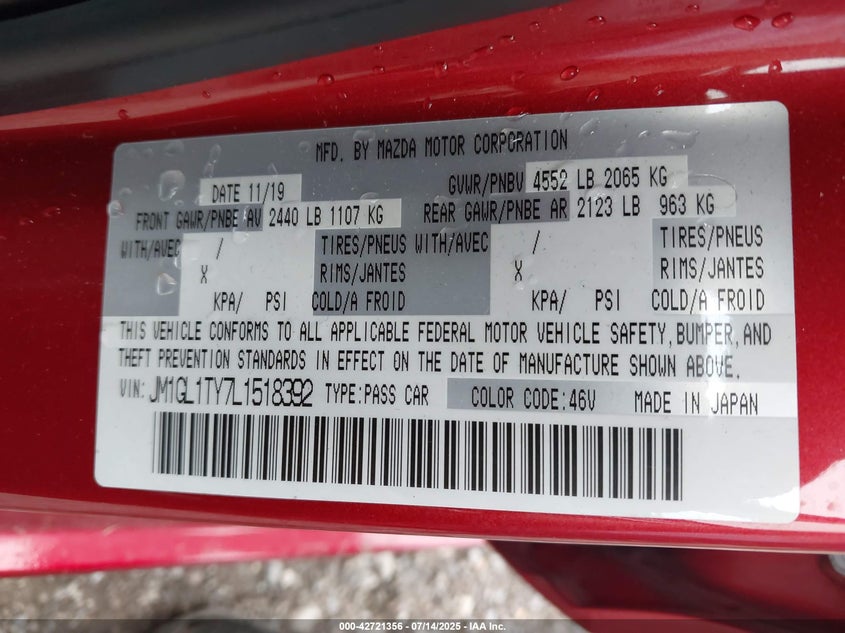 MFD. BY MAZDA MOTOR CORPORATION
DATE 11/19 GVWR/PNBV 4552 LB 2065 KG
FRONT GAWR/PNBE AV 2440 LB 1107 KG REAR GAWR/PNBE AR 2123 LB 963 KG
WITH/AVEC / TIRES/PNEUS WITH/AVEC / TIRES/PNEUS
X RIMS/JANTES X RIMS/JANTES
KPA/ PSI COLD/A FROID KPA/ PSI COLD/A FROID
THIS VEHICLE CONFORMS TO ALL APPLICABLE FEDERAL MOTOR VEHICLE SAFETY, BUMPER, AND
THEFT PREVENTION STANDARDS IN EFFECT ON THE DATE OF MANUFACTURE SHOWN ABOVE.
VIN: JM1GL1TY7L1518392 TYPE:PASS CAR COLOR CODE:46V MADE IN JAPAN
000-42721356 - 07/14/2025 - IAA Inc.